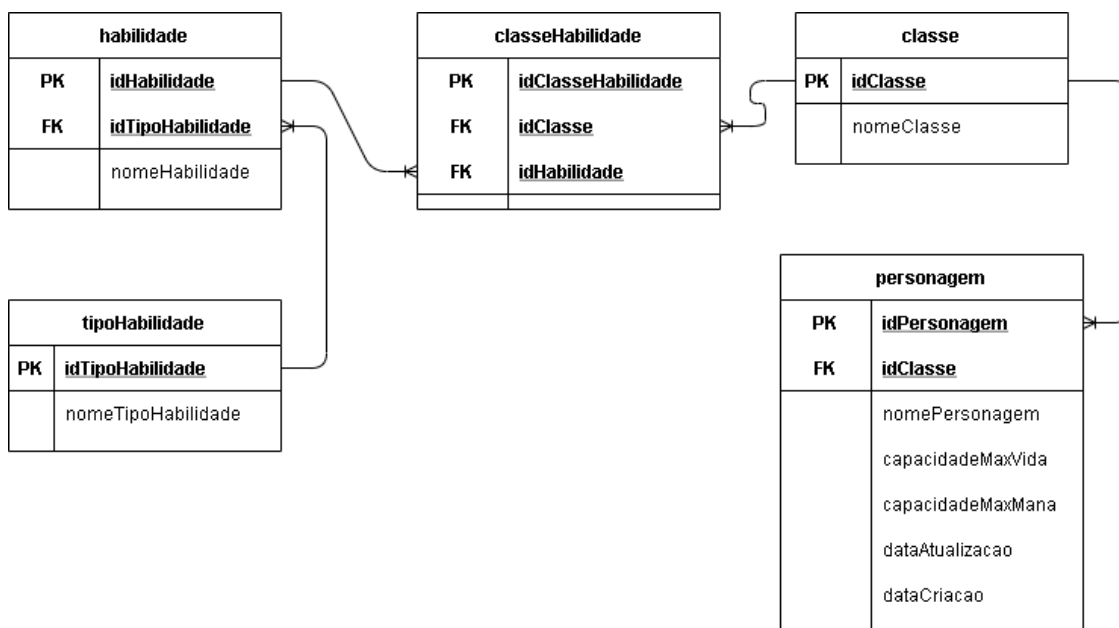 habilidade
PK idHabilidade
FK idTipoHabilidade
nomeHabilidade
classeHabilidade
PK idClasseHabilidade
FK idClasse
FK idHabilidade
classe
PK idClasse
nomeClasse
tipoHabilidade
PK idTipoHabilidade
nomeTipoHabilidade
personagem
PK idPersonagem
FK idClasse
nomePersonagem
capacidadeMaxVida
capacidadeMaxMana
dataAtualizacao
dataCriacao